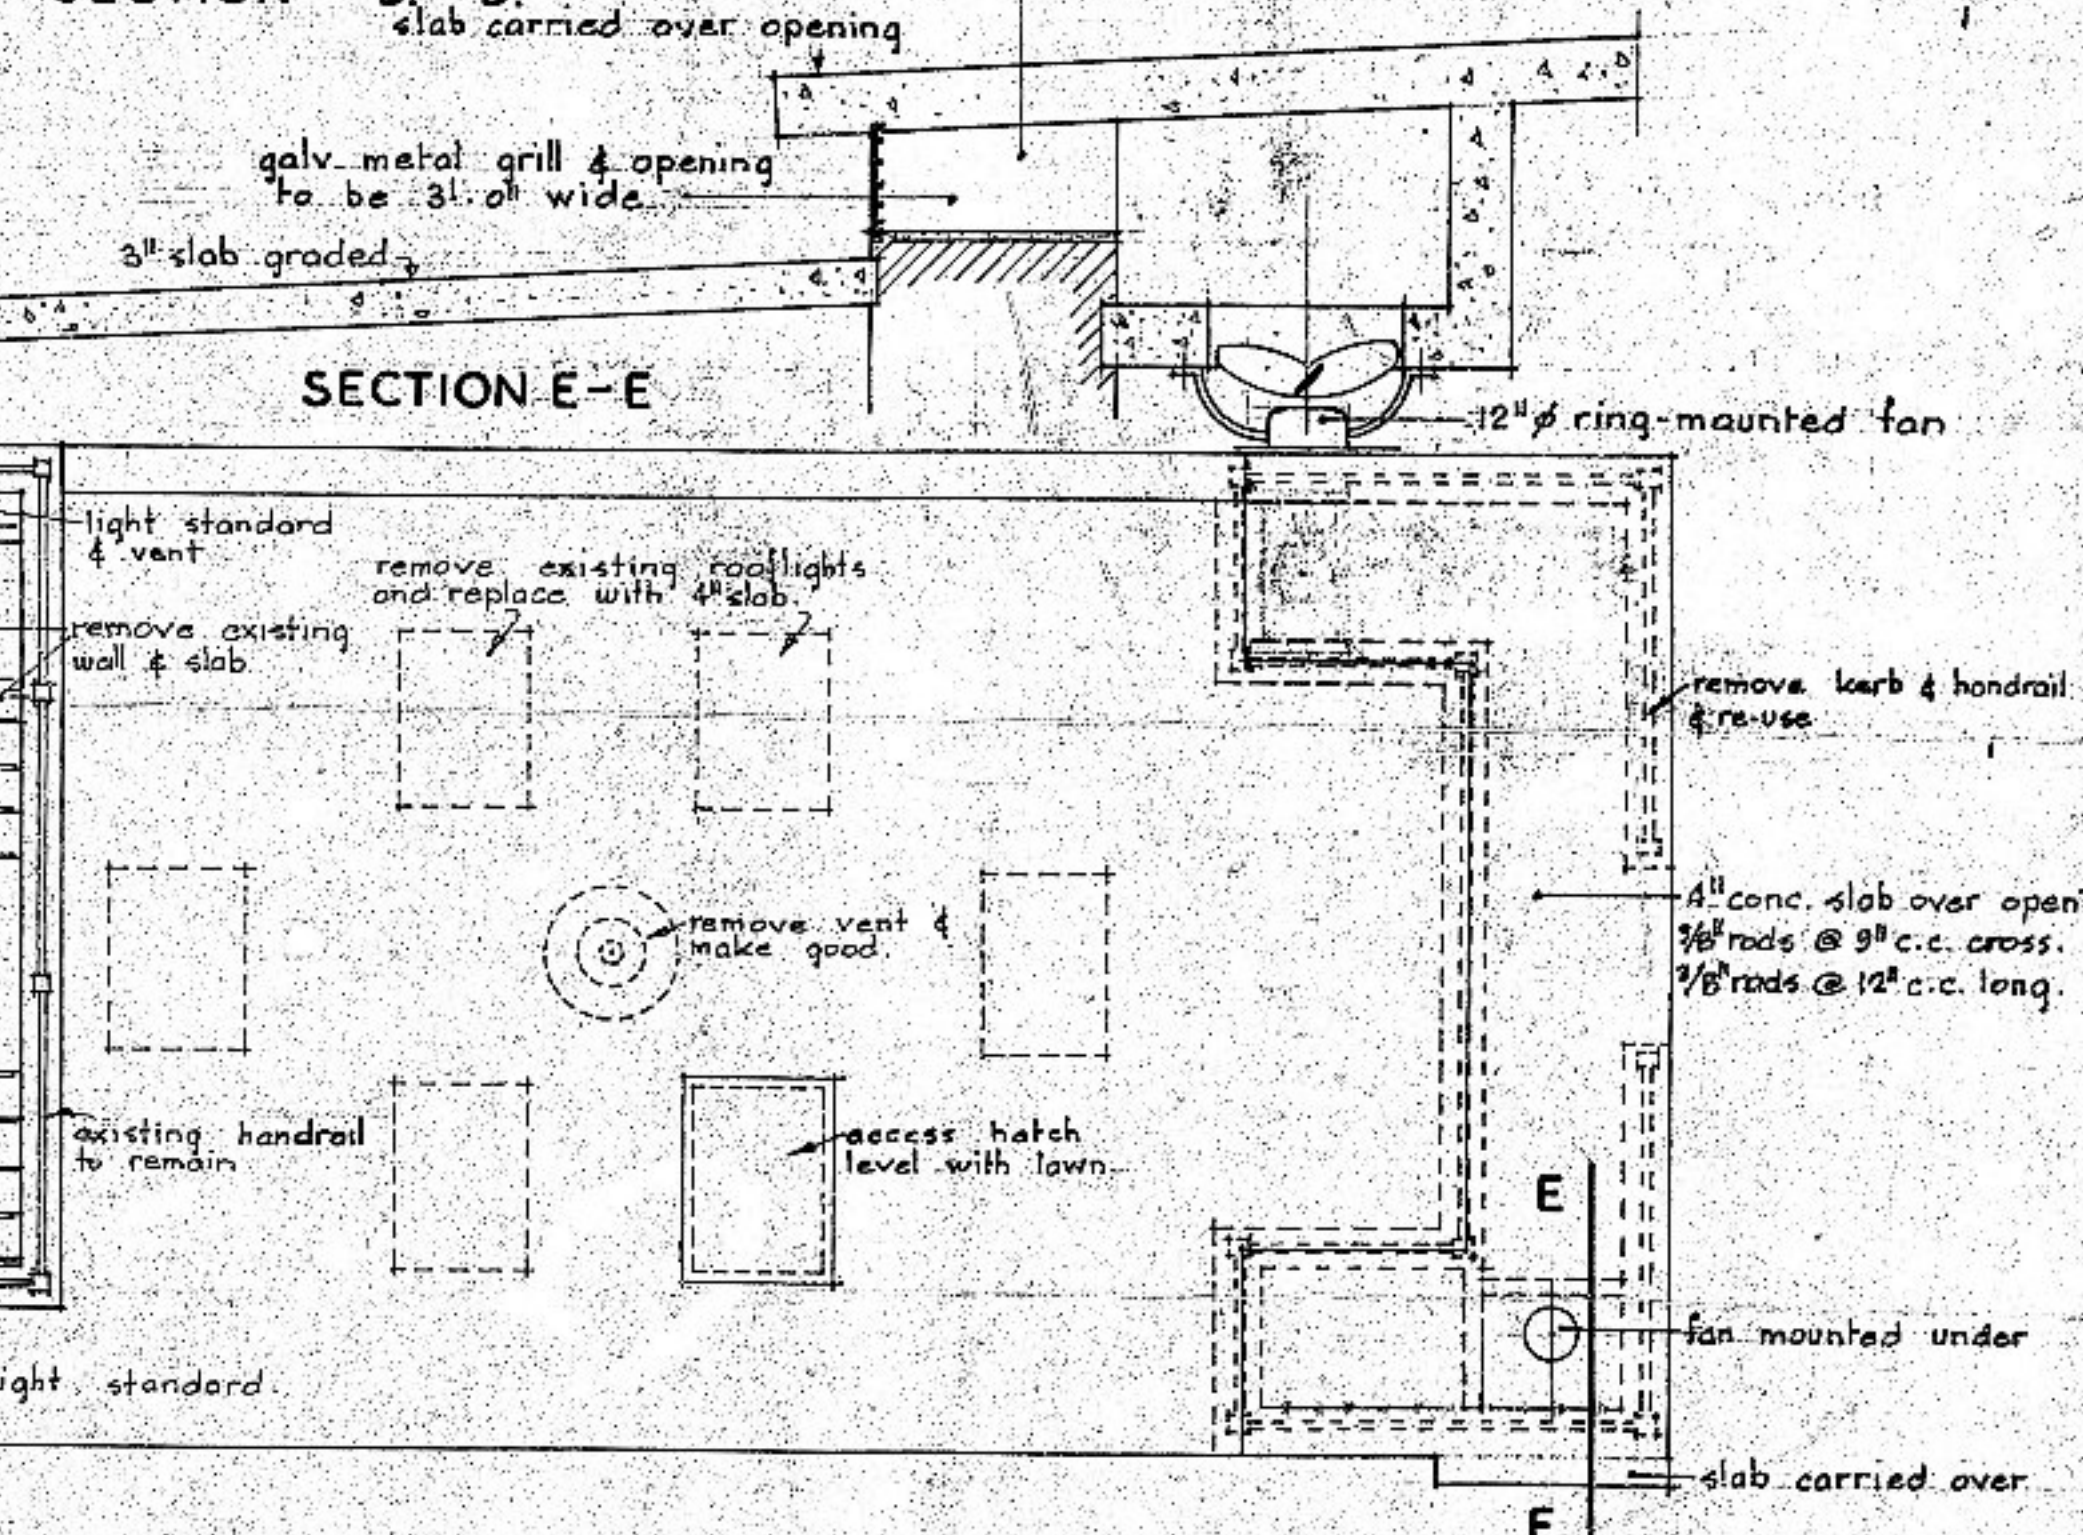 SECTION
slab carried over opening
galv. metal grill & opening
to be 3'.0" wide
3" slab graded
SECTION E-E
12" ø ring-mounted fan
light standard
& vent
remove existing rooflights
and replace with 4" slab.
remove existing
wall & slab
remove kerb & handrail
& re-use
remove vent &
make good.
4" conc. slab over open
3/8" rods @ 9" c.c. cross.
3/8" rods @ 12" c.c. long.
existing handrail
to remain
access hatch
level with lawn
E
fan mounted under
ight standard.
slab carried over
E